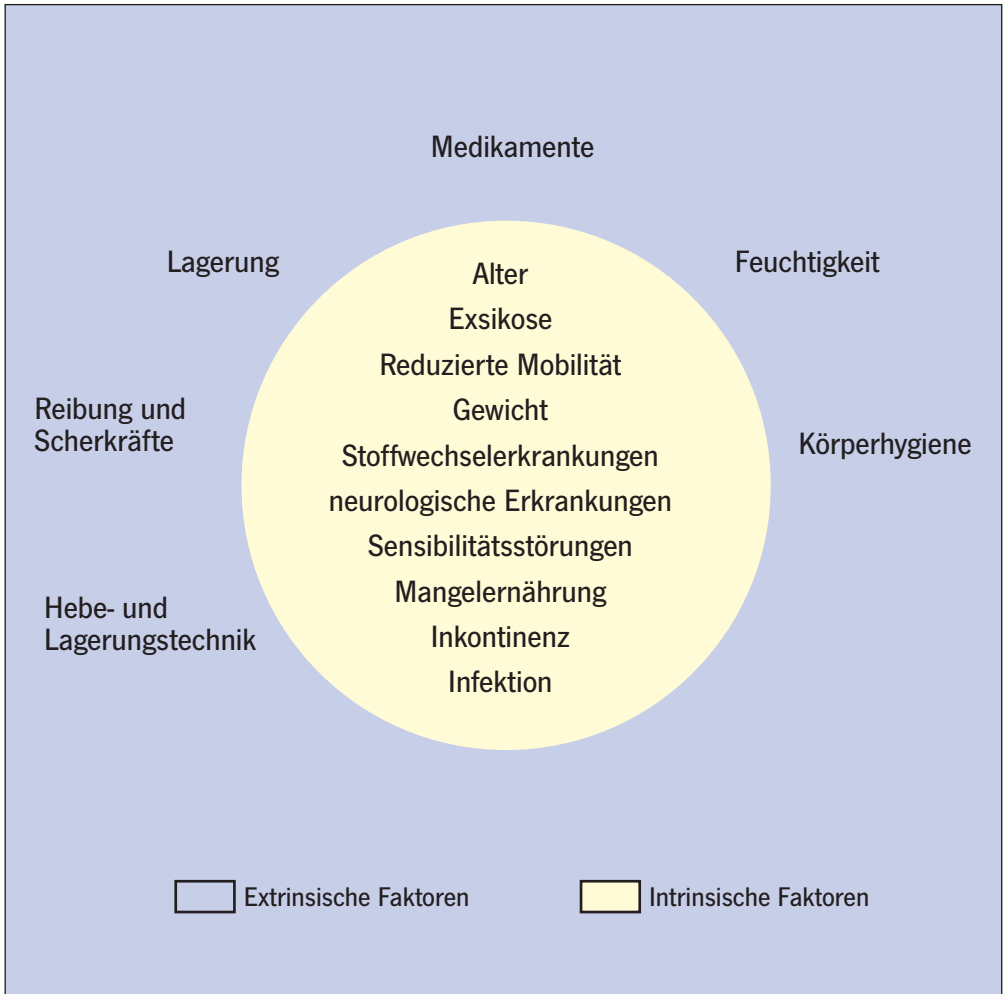 Medikamente
Lagerung
Feuchtigkeit
Alter
Exsikose
Reduzierte Mobilität
Gewicht
Stoffwechselerkrankungen
neurologische Erkrankungen
Sensibilitätsstörungen
Mangelernährung
Inkontinenz
Infektion
Reibung und
Scherkräfte
Körperhygiene
Hebe- und
Lagerungstechnik
Extrinsische Faktoren
Intrinsische Faktoren